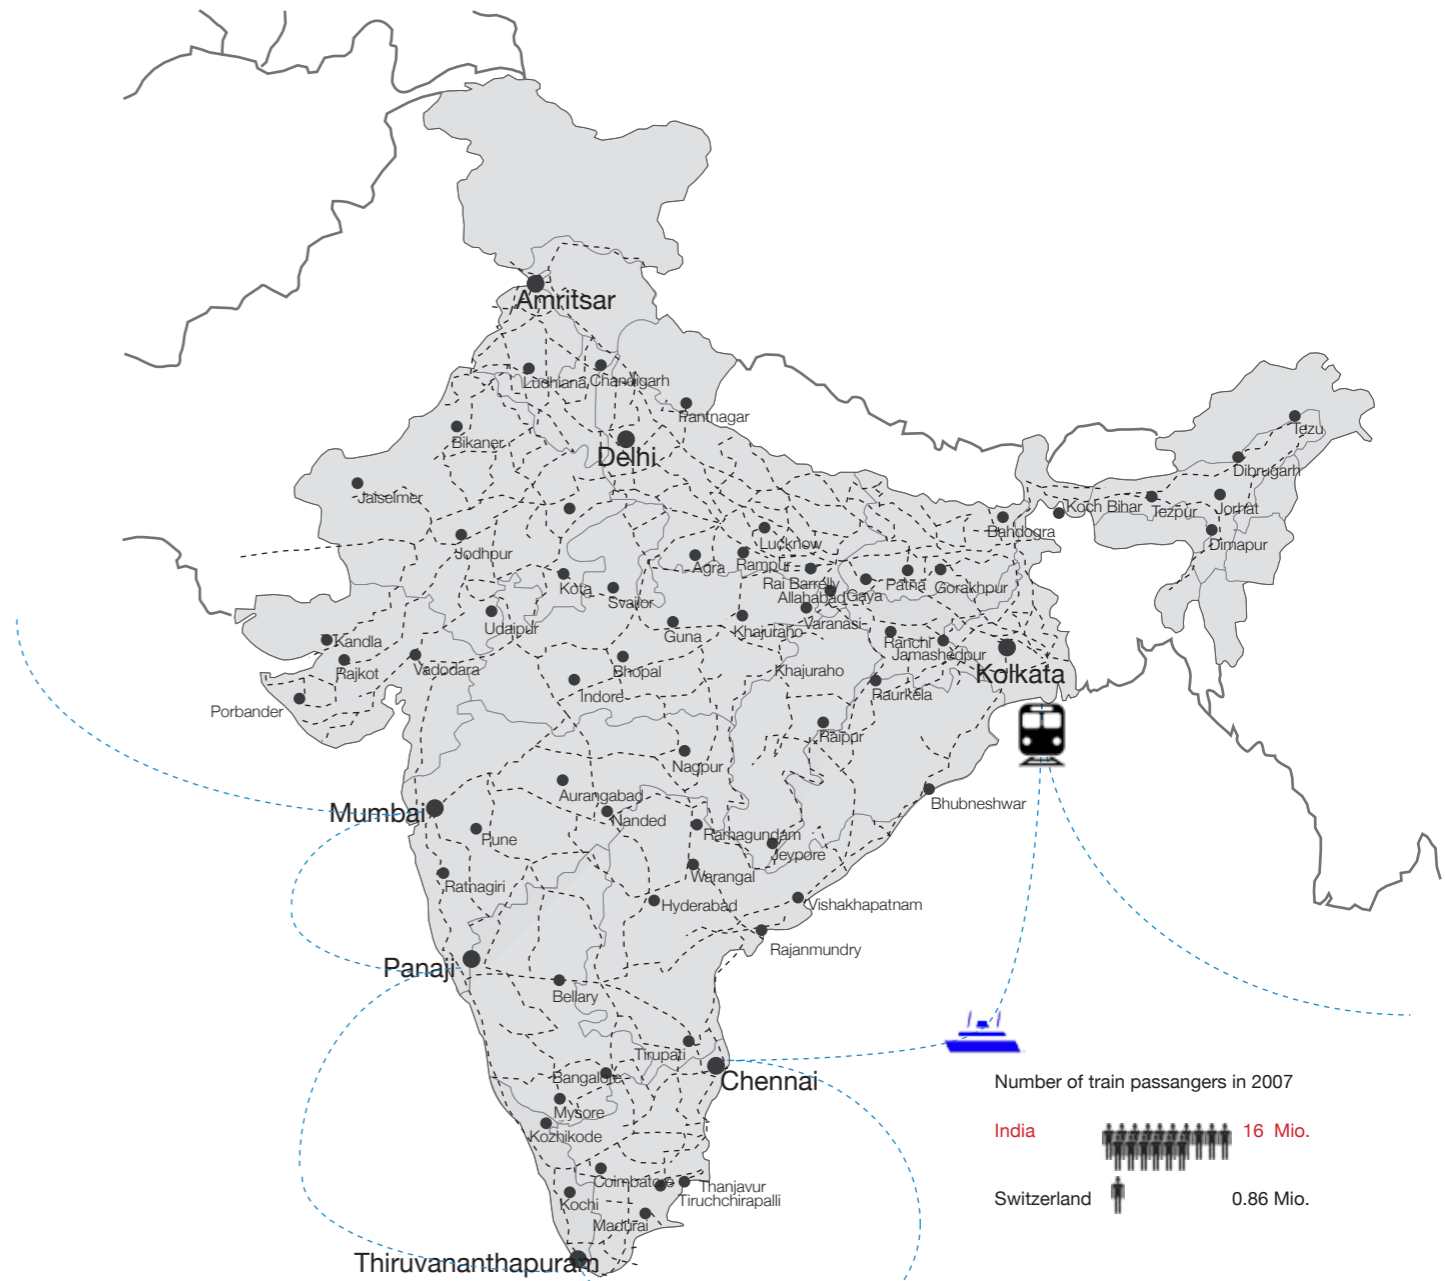 Amritsar
Ludhiana
Chandigarh
Prantnagar
Bikaner
Delhi
Tezu
Dibrugarh
Jaiselmer
Koch Bihar
Tezpur
Jorhat
Bahdogra
Jodhpur
Lucknow
Dimapur
Agra
Rampur
Kota
Rai Barrelly
Patna
Gorakhpur
Svailor
Allahabad
Gaya
Udaipur
Guna
Khajuraho
Varanasi
Kandla
Ranchi
Jamashedpur
Rajkot
Vadodara
Bhopal
Khajuraho
Kolkata
Indore
Raurkela
Porbander
Raipur
Nagpur
Aurangabad
Bhubneshwar
Mumbai
Nanded
Pune
Ramagundam
Jeypore
Ratnagiri
Warangal
Hyderabad
Vishakhapatnam
Rajanmundry
Panaji
Bellary
Tirupati
Bangalore
Chennai
Mysore
Kozhikode
Coimbatore
Thanjavur
Kochi
Tiruchchirapalli
Madurai
Thiruvananthapuram
Number of train passangers in 2007
India 16 Mio.
Switzerland 0.86 Mio.